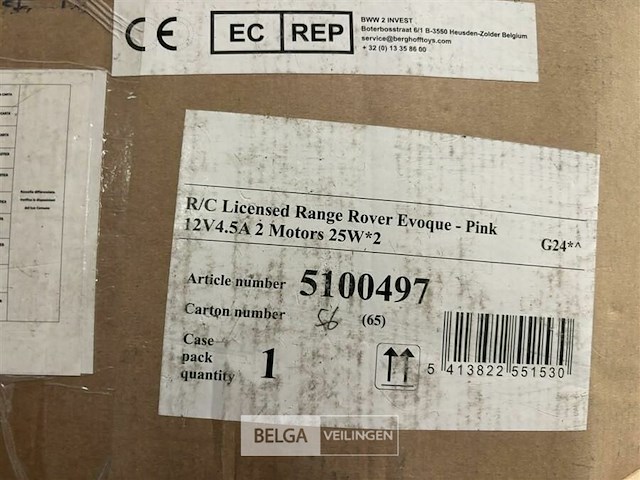 CE EC REP
BWW 2 INVEST
Boterbosstraat 6/1 B-3550 Heusden-Zolder Belgium
service@berghofftoys.com
+ 32 (0) 13 35 86 00
R/C Licensed Range Rover Evoque - Pink
12V4.5A 2 Motors 25W*2
G24*^
Article number 5100497
Carton number 56 (65)
Case
pack
quantity 1
5 413822 551530
BELGA VEILINGEN